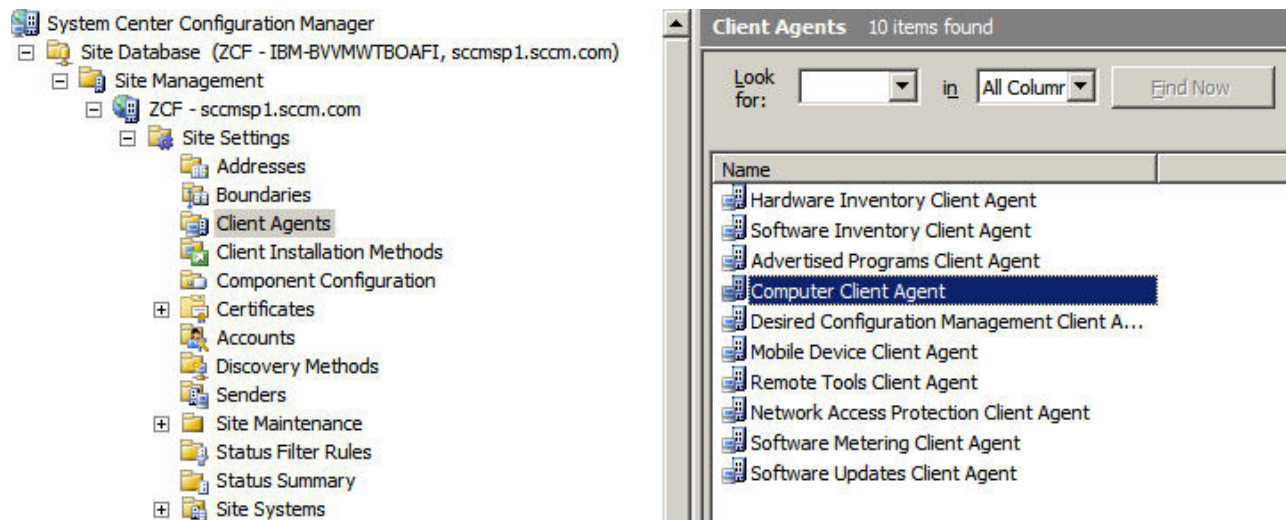 System Center Configuration Manager
Site Database (ZCF - IBM-BVVMWTBOAFI, sccmsp1.sccm.com)
Site Management
ZCF - sccmsp1.sccm.com
Site Settings
Addresses
Boundaries
Client Agents
Client Installation Methods
Component Configuration
Certificates
Accounts
Discovery Methods
Senders
Site Maintenance
Status Filter Rules
Status Summary
Site Systems
Client Agents 10 items found
Look for: in All Columr Find Now
Name
Hardware Inventory Client Agent
Software Inventory Client Agent
Advertised Programs Client Agent
Computer Client Agent
Desired Configuration Management Client A...
Mobile Device Client Agent
Remote Tools Client Agent
Network Access Protection Client Agent
Software Metering Client Agent
Software Updates Client Agent